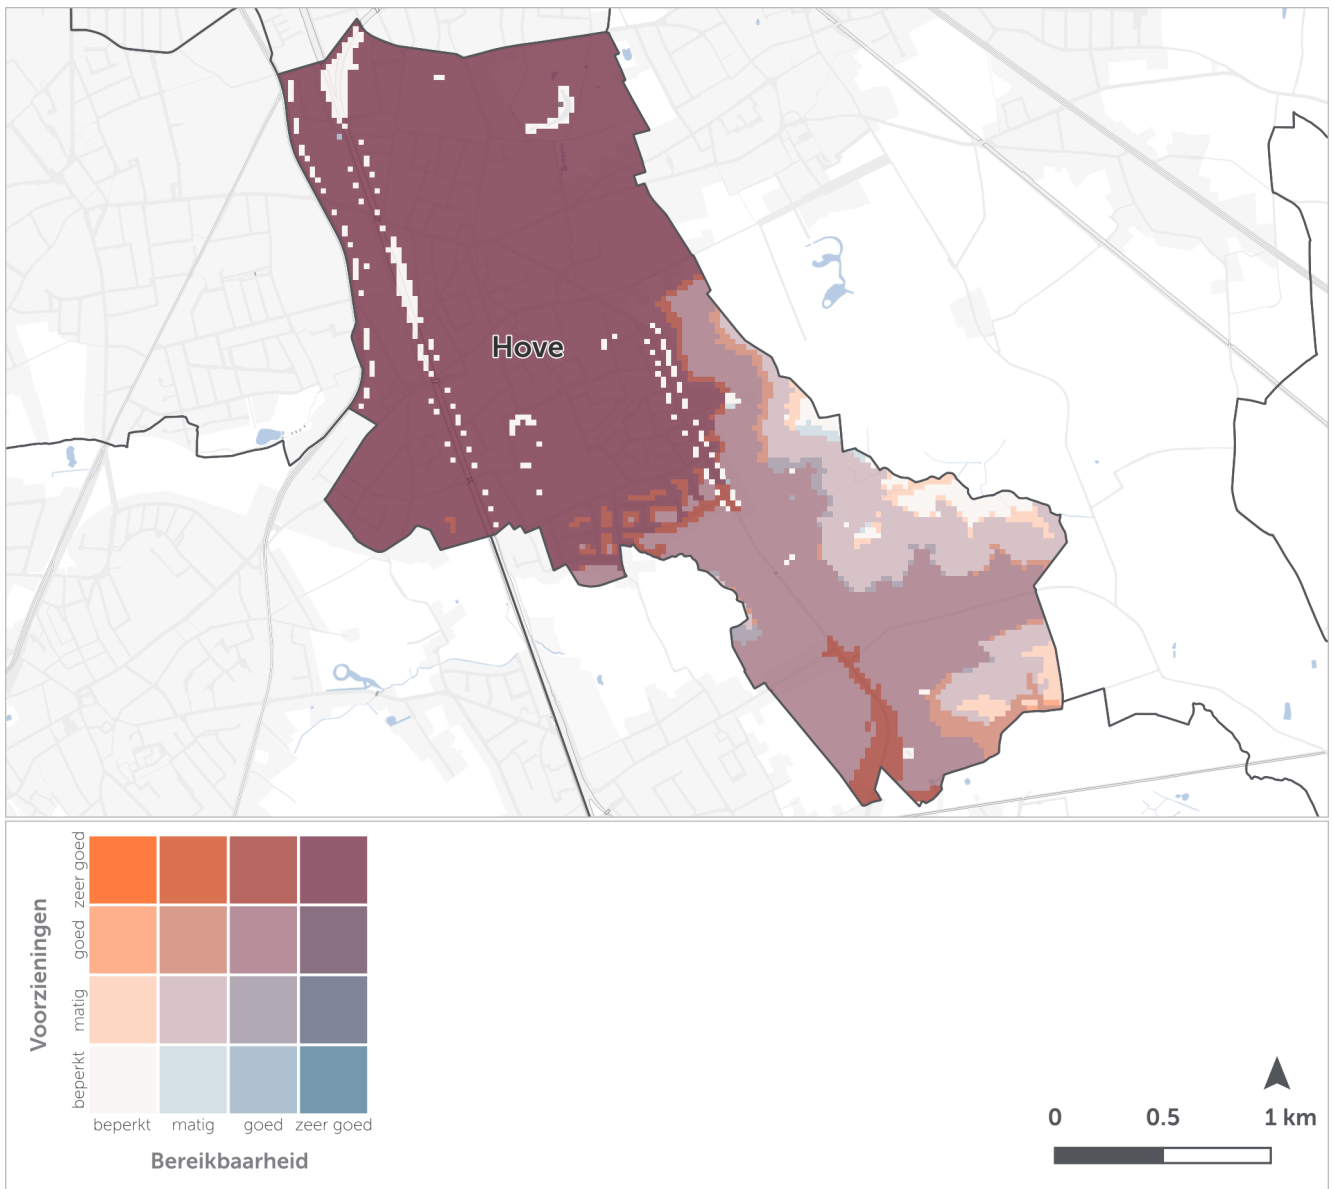 Hove
Voorzieningen
zeer goed
goed
matig
beperkt
beperkt matig goed zeer goed
Bereikbaarheid
0 0.5 1 km